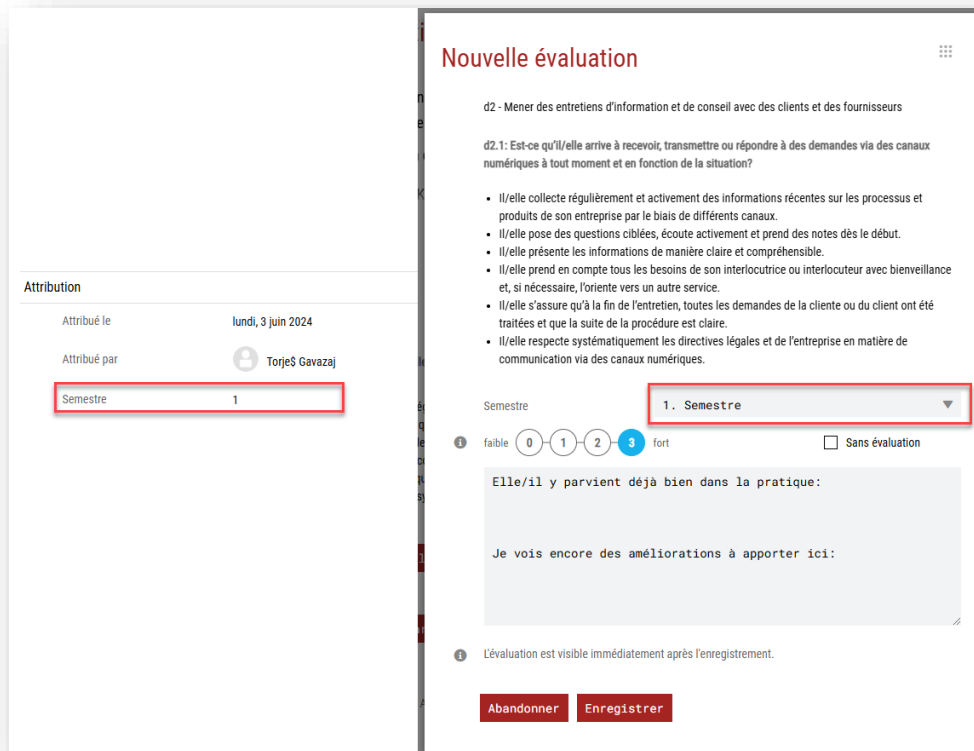 Attribution
Attribué le
lundi, 3 juin 2024
Attribué par
Torje$ Gavazaj
Semestre
1
Nouvelle évaluation
d2 - Mener des entretiens d'information et de conseil avec des clients et des fournisseurs
d2.1: Est-ce qu'il/elle arrive à recevoir, transmettre ou répondre à des demandes via des canaux
numériques à tout moment et en fonction de la situation?
• Il/elle collecte régulièrement et activement des informations récentes sur les processus et
produits de son entreprise par le biais de différents canaux.
• Il/elle pose des questions ciblées, écoute activement et prend des notes dès le début.
• Il/elle présente les informations de manière claire et compréhensible.
• Il/elle prend en compte tous les besoins de son interlocutrice ou interlocuteur avec bienveillance
et, si nécessaire, l'oriente vers un autre service.
• Il/elle s'assure qu'à la fin de l'entretien, toutes les demandes de la cliente ou du client ont été
traitées et que la suite de la procédure est claire.
• Il/elle respecte systématiquement les directives légales et de l'entreprise en matière de
communication via des canaux numériques.
Semestre
1. Semestre
faible 0 1 2 3 fort
Sans évaluation
Elle/il y parvient déjà bien dans la pratique:
Je vois encore des améliorations à apporter ici:
L'évaluation est visible immédiatement après l'enregistrement.
Abandonner
Enregistrer